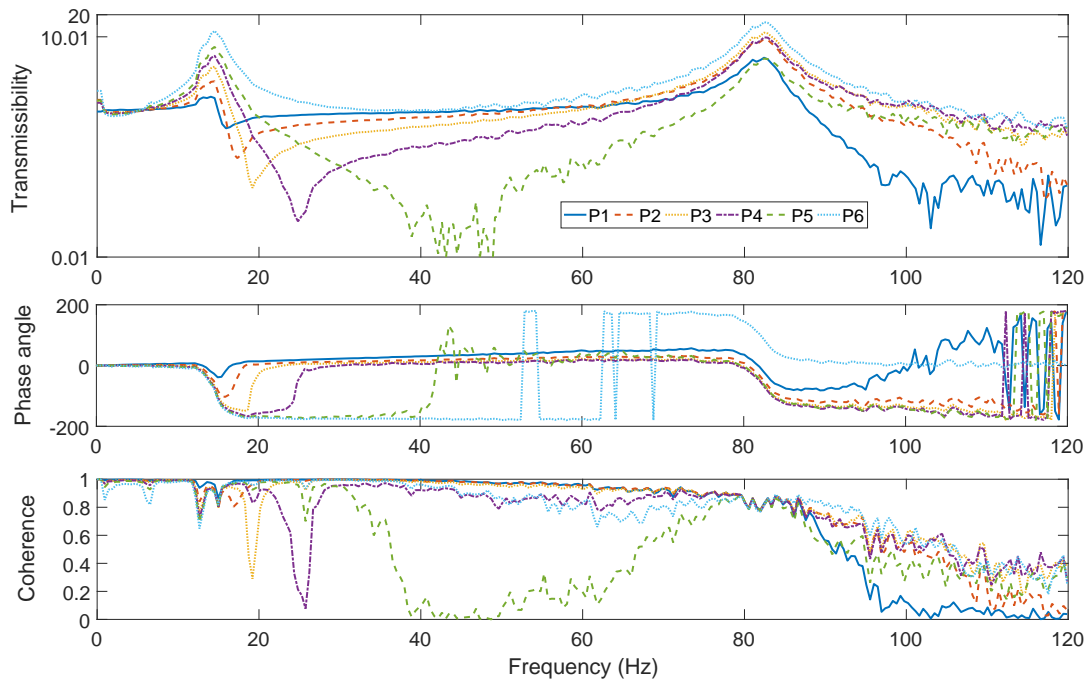 20
10.01
0.01
Transmissibility
P1 P2 P3 P4 P5 P6
0 20 40 60 80 100 120
200
0
-200
Phase angle
0 20 40 60 80 100 120
1
0.8
0.6
0.4
0.2
0
Coherence
0 20 40 60 80 100 120
Frequency (Hz)